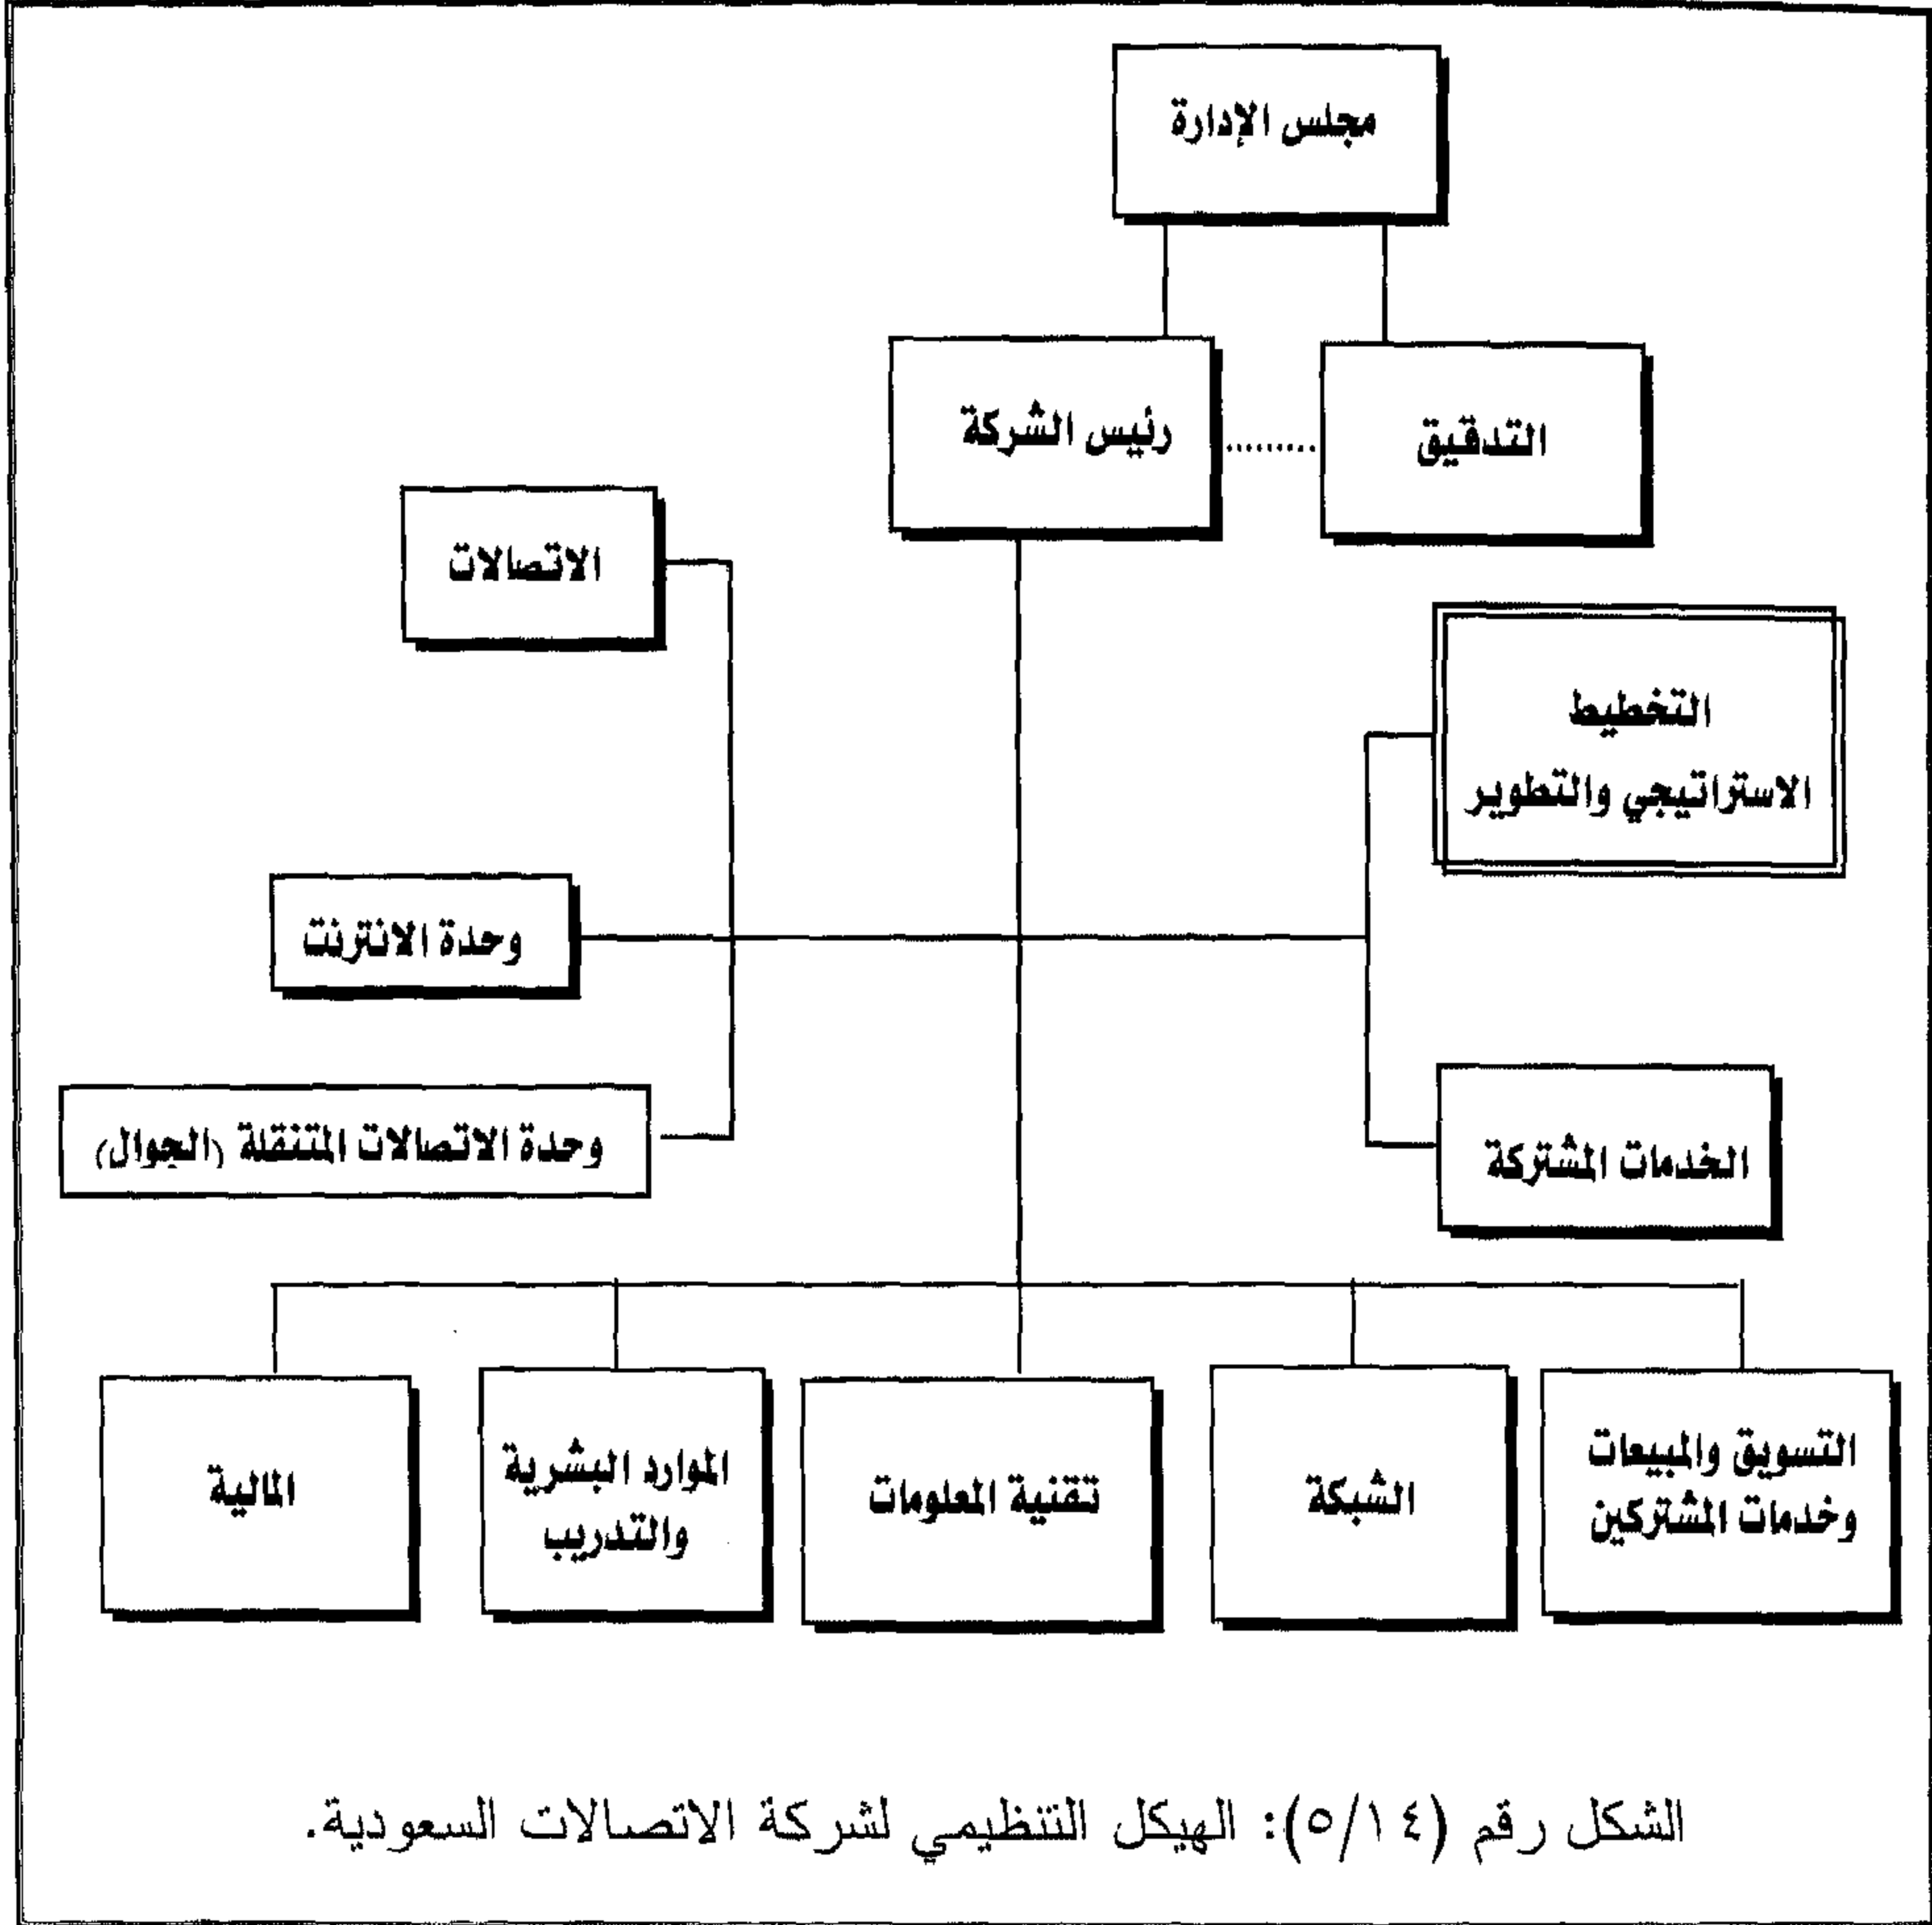 مجلس الإدارة
التدقيق
رئيس الشركة
الاتصالات
التخطيط
الاستراتيجي والتطوير
وحدة الانترنت
الخدمات المشتركة
وحدة الاتصالات المتنقلة (الجوال)
التسويق والمبيعات
وخدمات المشتركين
الشبكة
تقنية المعلومات
الموارد البشرية
والتدريب
المالية
الشكل رقم (٥/١٤): الهيكل التنظيمي لشركة الاتصالات السعودية.